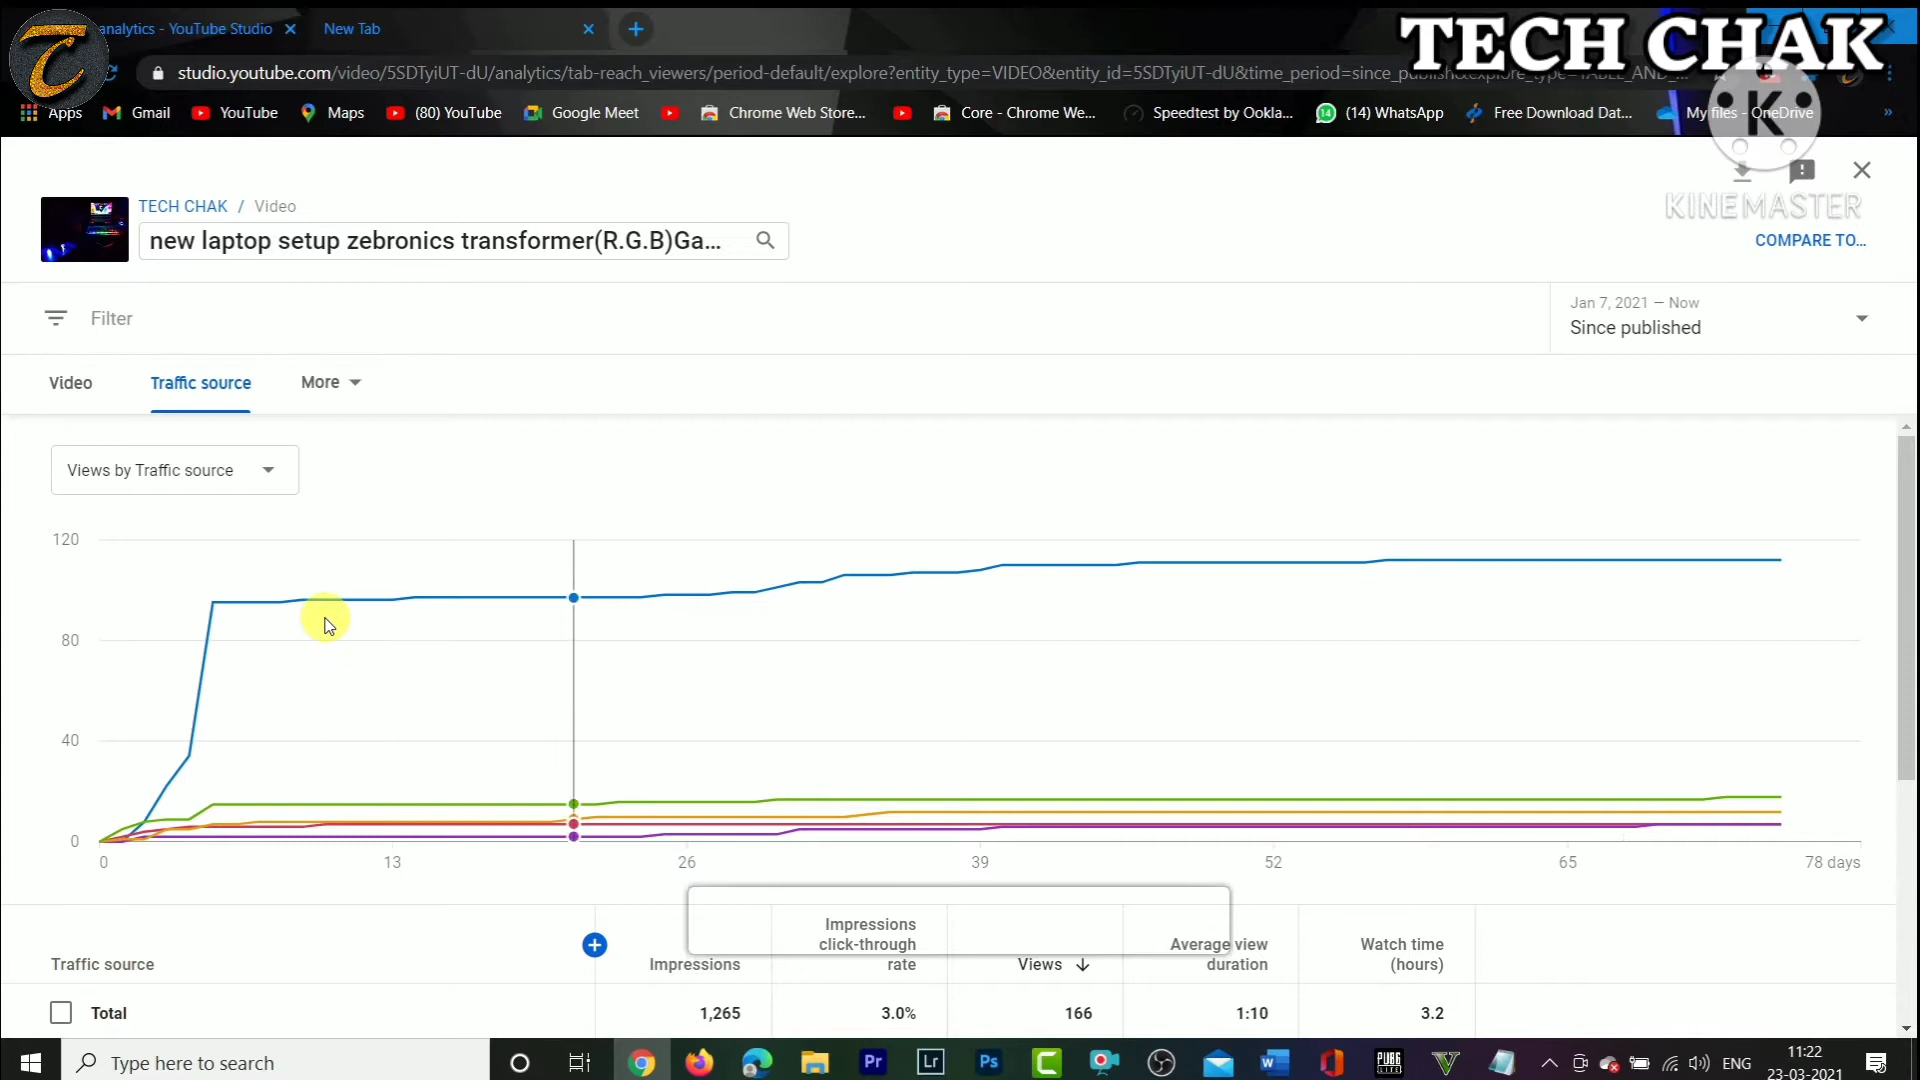 analytics - YouTube Studio
New Tab
TECH CHAK
studio.youtube.com/video/5SDTyiUT-dU/analytics/tab-reach_viewers/period-default/explore?entity_type=VIDEO&entity_id=5SDTyiUT-dU&time_period=since_publish
Apps Gmail YouTube Maps (80) YouTube Google Meet Chrome Web Store... Core - Chrome We... Speedtest by Ookla... (14) WhatsApp Free Download Dat... My files - OneDrive »
K
KINEMASTER
TECH CHAK / Video
new laptop setup zebronics transformer(R.G.B)Ga...
COMPARE TO...
Filter
Jan 7, 2021 – Now
Since published
Video Traffic source More
Views by Traffic source
120
80
40
0
0 13 26 39 52 65 78 days
Traffic source
Impressions
Impressions
click-through
rate
Views
Average view
duration
Watch time
(hours)
Total 1,265 3.0% 166 1:10 3.2
Type here to search
Pr Lr Ps
PUBG
LITE
ENG
11:22
23-03-2021